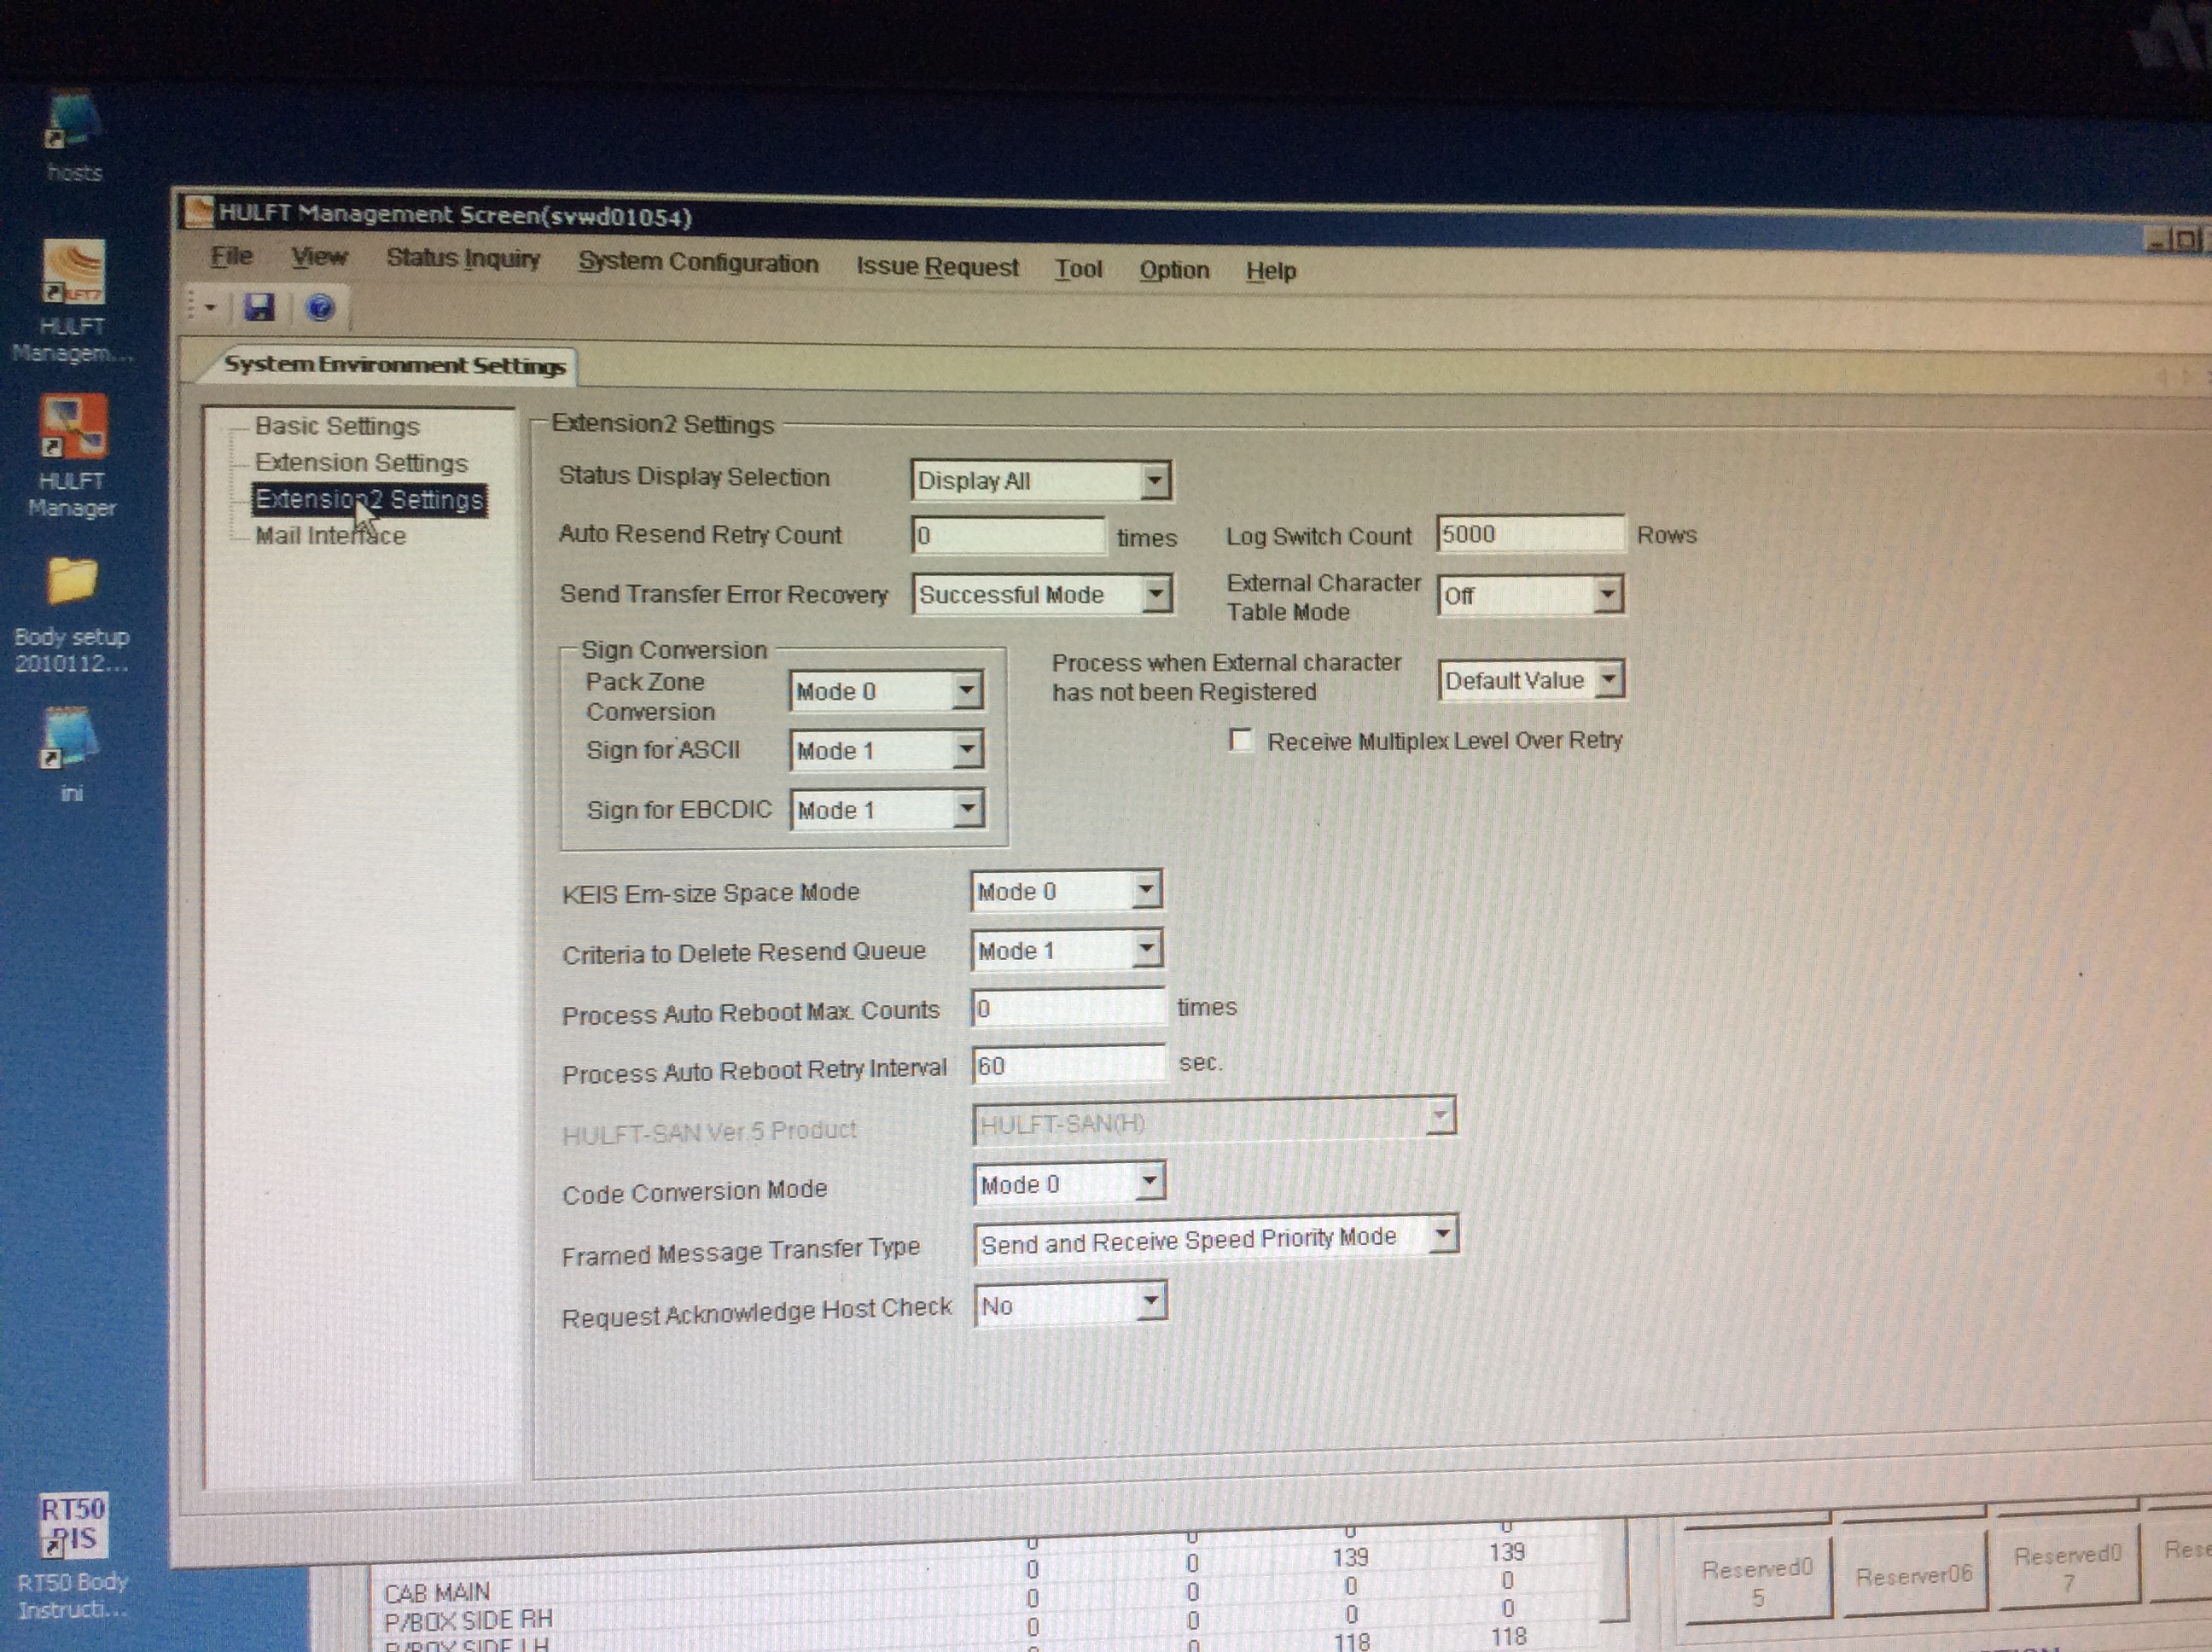 hosts
HULFT Management Screen(svwd01054)
File View Status Inquiry System Configuration Issue Request Tool Option Help
HULFT
Managem...
System Environment Settings
HULFT
Manager
Body setup
2010112...
ini
RT50
PIS
RT50 Body
Instructi...
Basic Settings
Extension Settings
Extension2 Settings
Mail Interface
Extension2 Settings
Status Display Selection Display All
Auto Resend Retry Count 0 times Log Switch Count 5000 Rows
Send Transfer Error Recovery Successful Mode External Character
Table Mode Off
Sign Conversion
Pack Zone
Conversion Mode 0
Process when External character
has not been Registered Default Value
Sign for ASCII Mode 1
Receive Multiplex Level Over Retry
Sign for EBCDIC Mode 1
KEIS Em-size Space Mode Mode 0
Criteria to Delete Resend Queue Mode 1
Process Auto Reboot Max. Counts 0 times
Process Auto Reboot Retry Interval 60 sec.
HULFT-SAN Ver.5 Product HULFT-SAN(H)
Code Conversion Mode Mode 0
Framed Message Transfer Type Send and Receive Speed Priority Mode
Request Acknowledge Host Check No
0 0 0 0
0 0 139 139
CAB MAIN 0 0 0 0
P/BOX SIDE RH 0 0 0 0
P/BOX SIDE LH 0 118 118
Reserved0
5
Reserver06
Reserved0
7